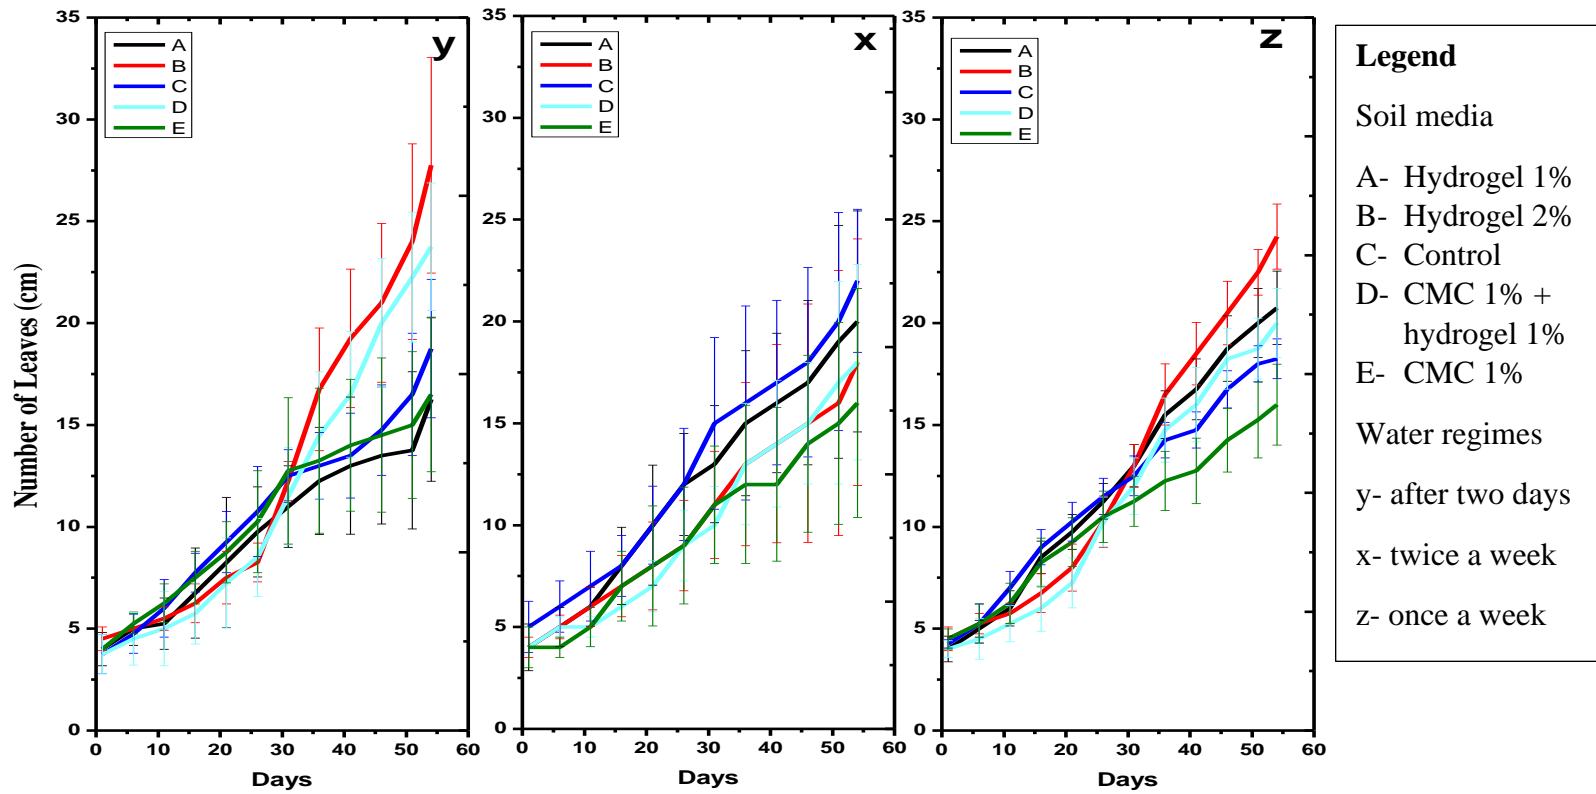 y
A
B
C
D
E
35
30
25
20
15
10
5
0
0 10 20 30 40 50 60
Days
Number of Leaves (cm)
x
A
B
C
D
E
35
30
25
20
15
10
5
0
0 10 20 30 40 50 60
Days
z
A
B
C
D
E
35
30
25
20
15
10
5
0
0 10 20 30 40 50 60
Days
Legend
Soil media
A- Hydrogel 1%
B- Hydrogel 2%
C- Control
D- CMC 1% +
hydrogel 1%
E- CMC 1%
Water regimes
y- after two days
x- twice a week
z- once a week